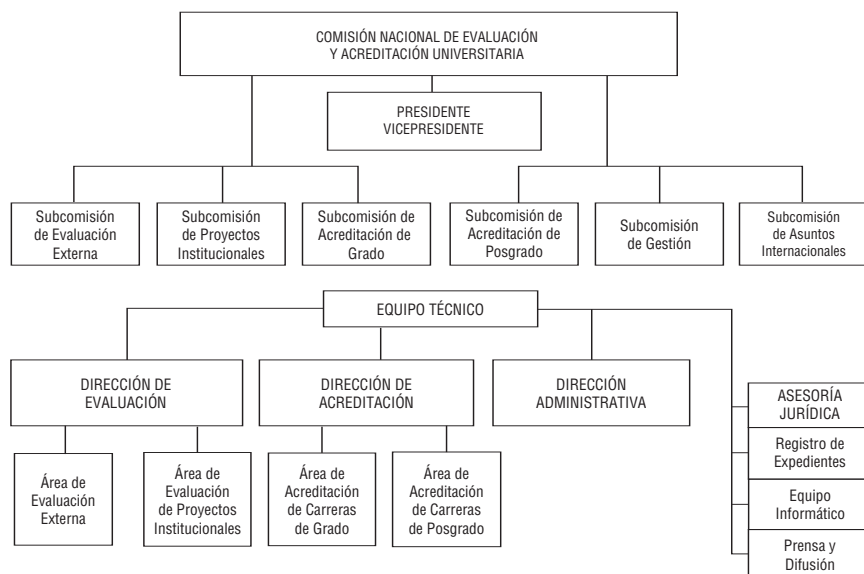 COMISIÓN NACIONAL DE EVALUACIÓN
Y ACREDITACIÓN UNIVERSITARIA
PRESIDENTE
VICEPRESIDENTE
Subcomisión
de Evaluación
Externa
Subcomisión
de Proyectos
Institucionales
Subcomisión de
Acreditación de
Grado
Subcomisión de
Acreditación de
Posgrado
Subcomisión
de Gestión
Subcomisión
de Asuntos
Internacionales
EQUIPO TÉCNICO
DIRECCIÓN DE
EVALUACIÓN
DIRECCIÓN DE
ACREDITACIÓN
DIRECCIÓN
ADMINISTRATIVA
ASESORÍA
JURÍDICA
Registro de
Expedientes
Equipo
Informático
Prensa y
Difusión
Área de
Evaluación
Externa
Área de
Evaluación
de Proyectos
Institucionales
Área de
Acreditación
de Carreras
de Grado
Área de
Acreditación
de Carreras
de Posgrado